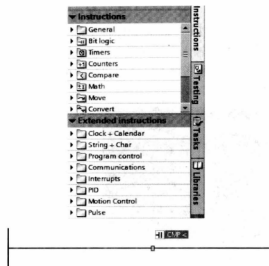 Instructions
General
Bit logic
Timers
Counters
Compare
Math
Move
Convert
Extended instructions
Clock + Calendar
String + Char
Program control
Communications
Interrupts
PID
Motion Control
Pulse
Instructions
Testing
Tasks
Libraries